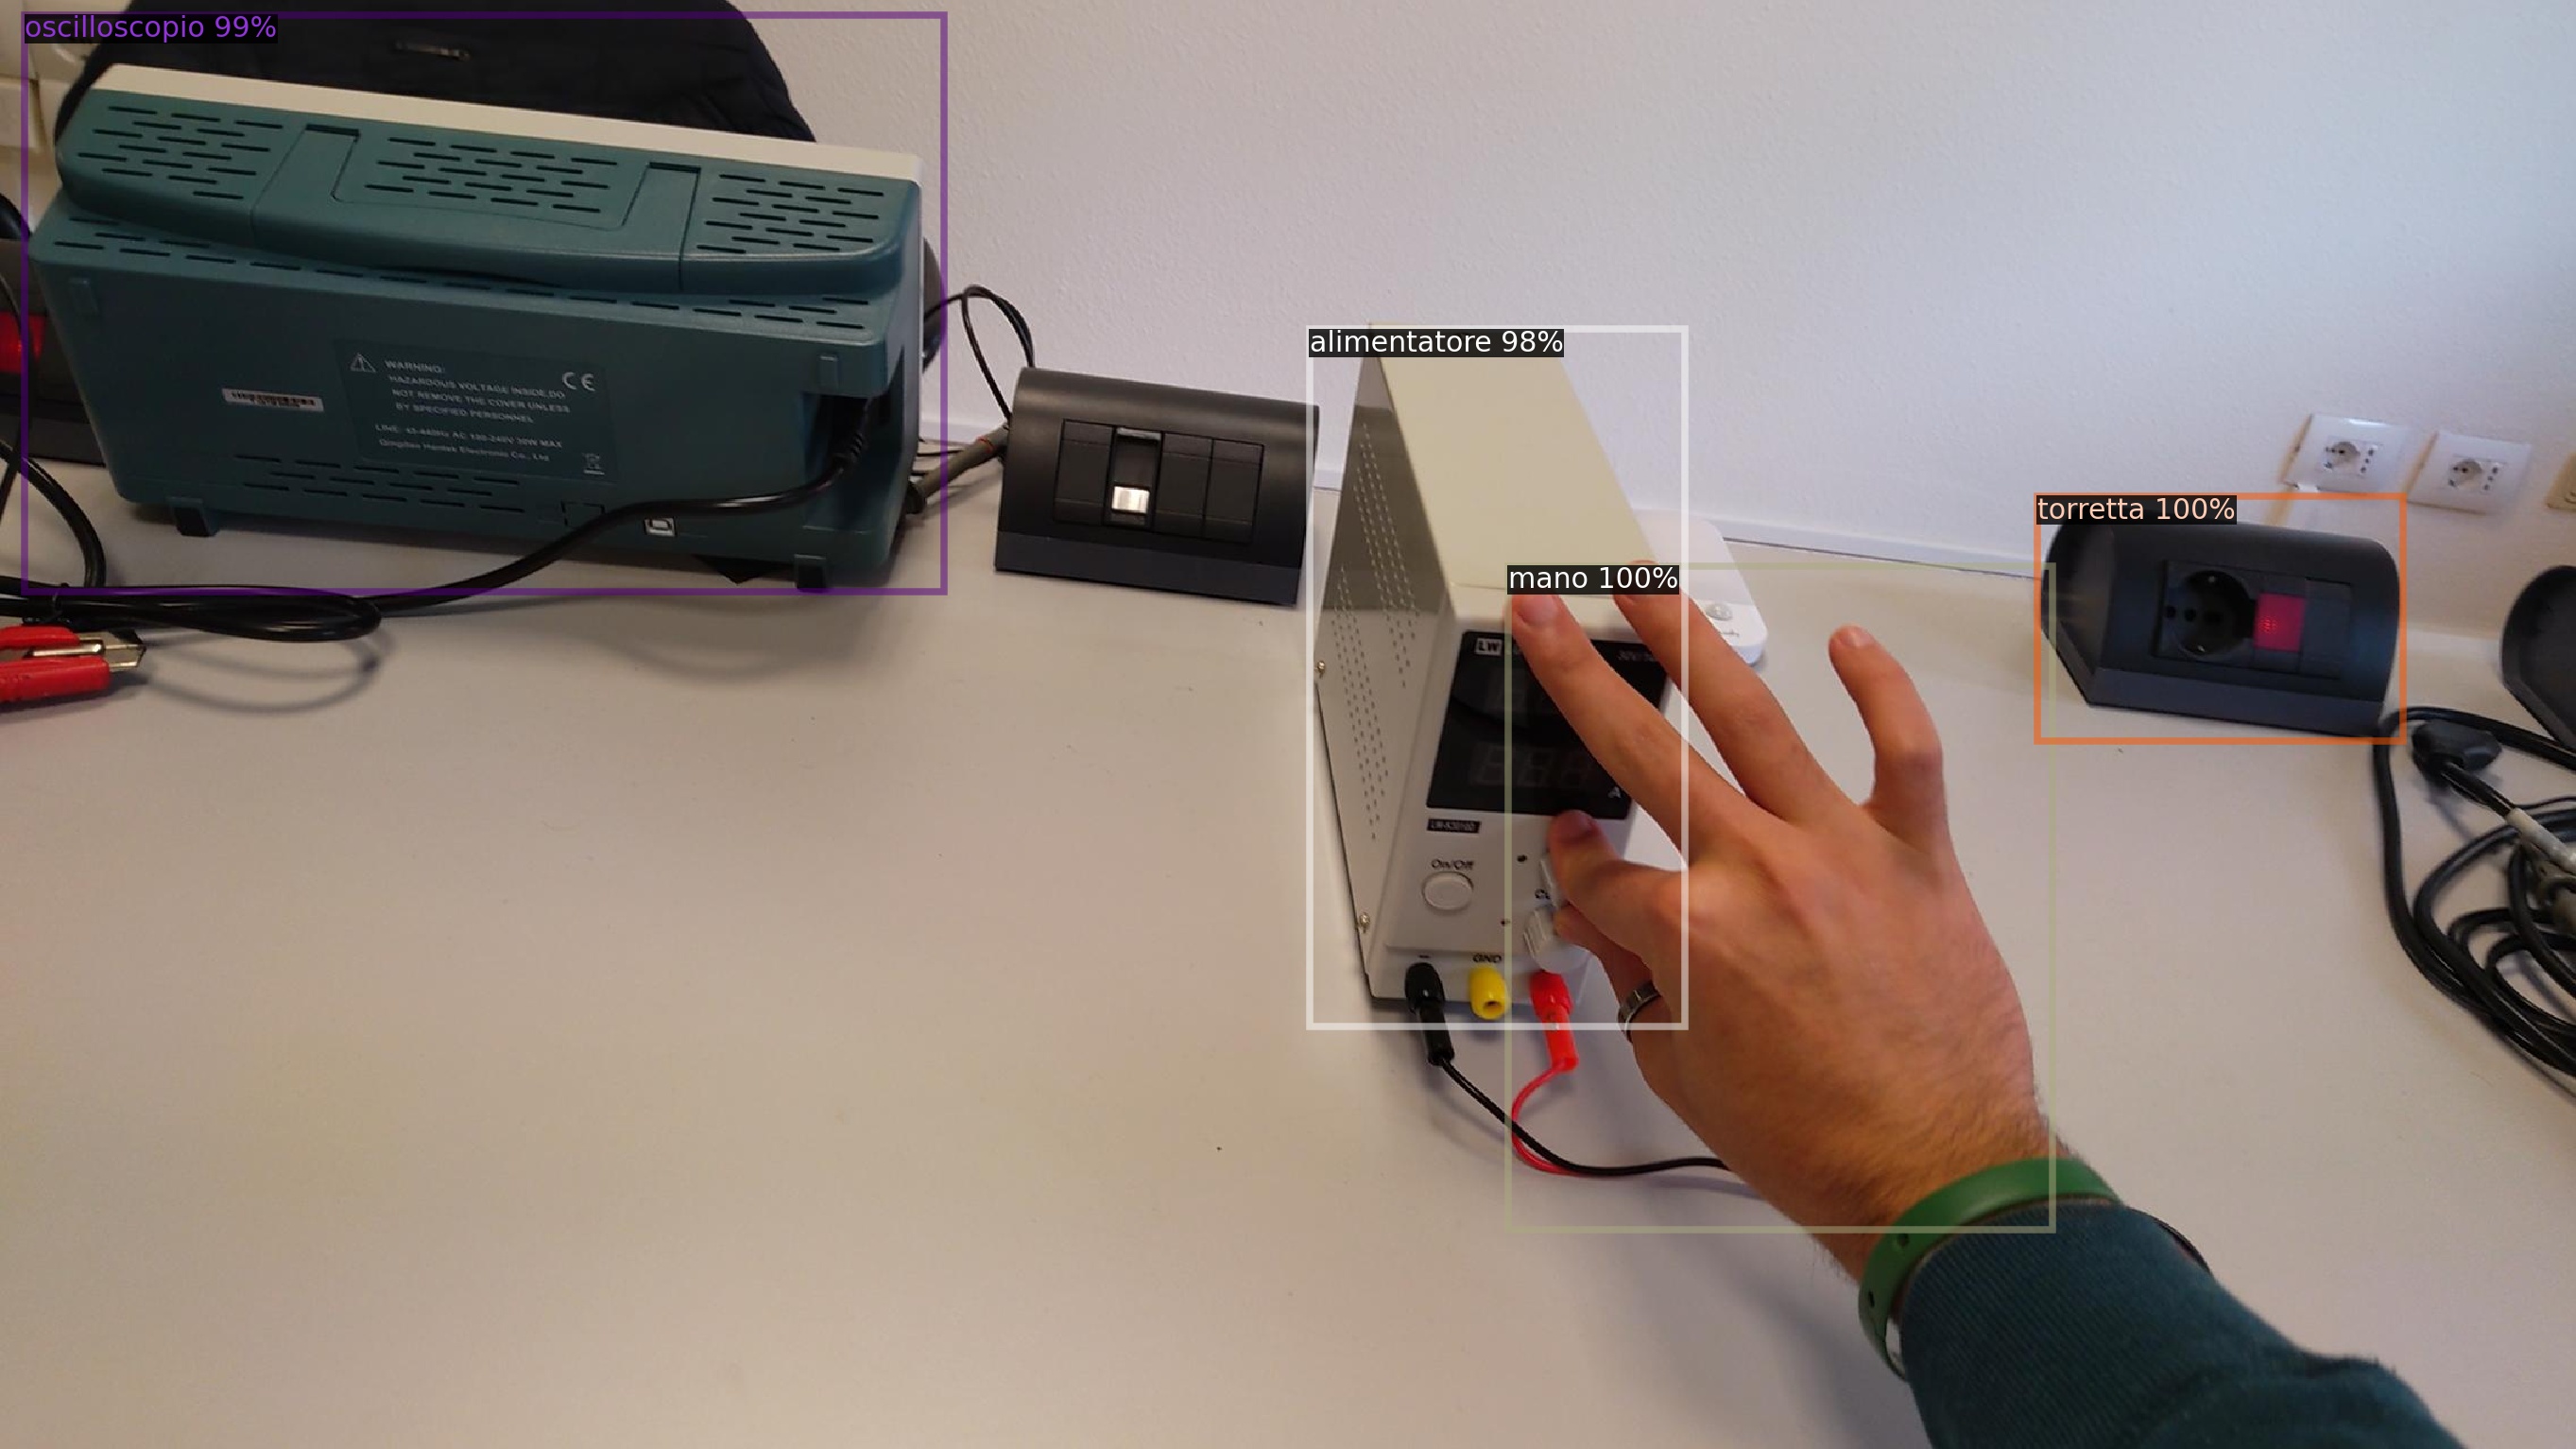 oscilloscopio 99%
WARNING:
HAZARDOUS VOLTAGE INSIDE,DO
NOT REMOVE THE COVER UNLESS
BY SPECIFIED PERSONNEL
CE
LINE: 43-440Hz AC 100-240V 30W MAX
Qingdao Hantek Electronic Co., Ltd
alimentatore 98%
torretta 100%
mano 100%
LW
A
On/Off
GND